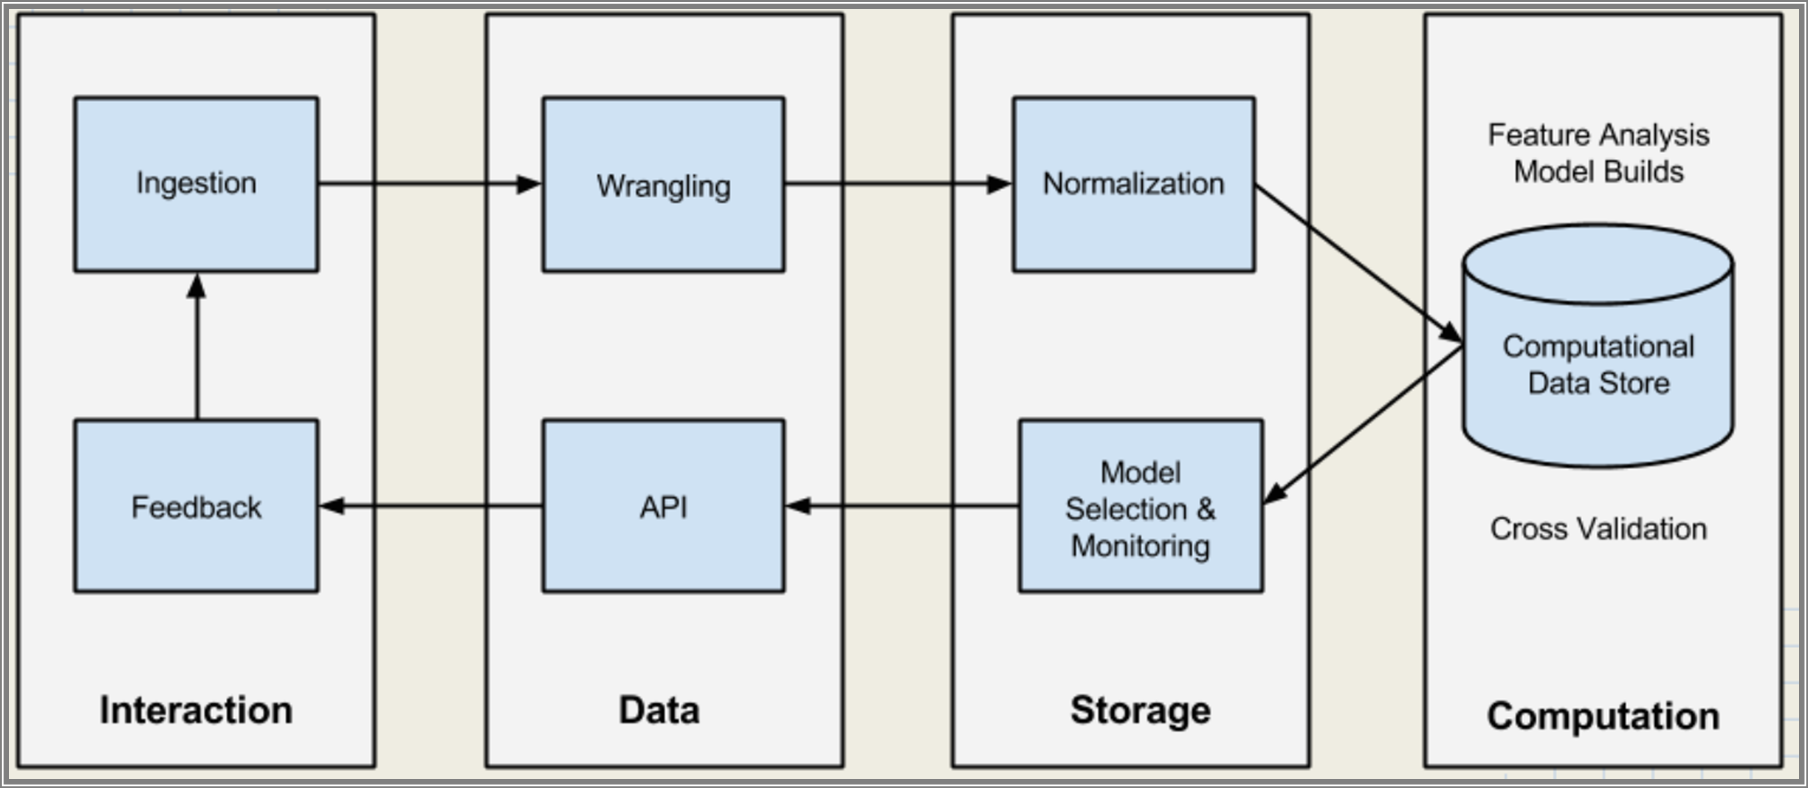 Ingestion
Feedback
Interaction
Wrangling
API
Data
Normalization
Model
Selection &
Monitoring
Storage
Feature Analysis
Model Builds
Computational
Data Store
Cross Validation
Computation